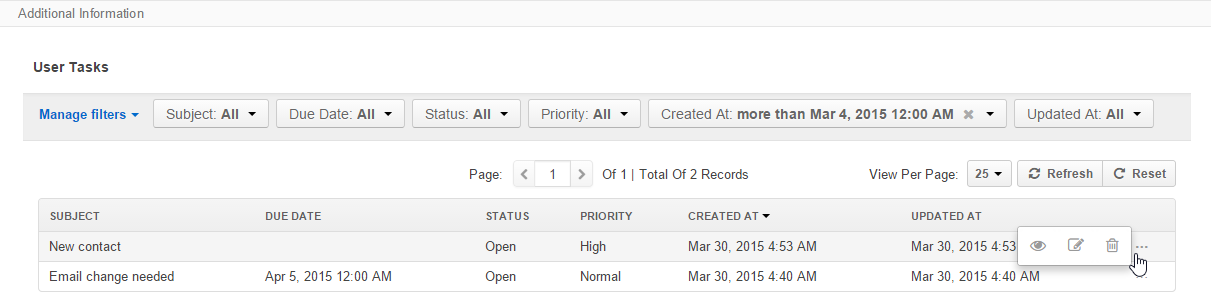 Additional Information
User Tasks
Manage filters Subject: All Due Date: All Status: All Priority: All Created At: more than Mar 4, 2015 12:00 AM Updated At: All
Page: 1 Of 1 | Total Of 2 Records View Per Page: 25 Refresh Reset
SUBJECT DUE DATE STATUS PRIORITY CREATED AT UPDATED AT
New contact Open High Mar 30, 2015 4:53 AM Mar 30, 2015 4:53 ...
Email change needed Apr 5, 2015 12:00 AM Open Normal Mar 30, 2015 4:40 AM Mar 30, 2015 4:40 AM